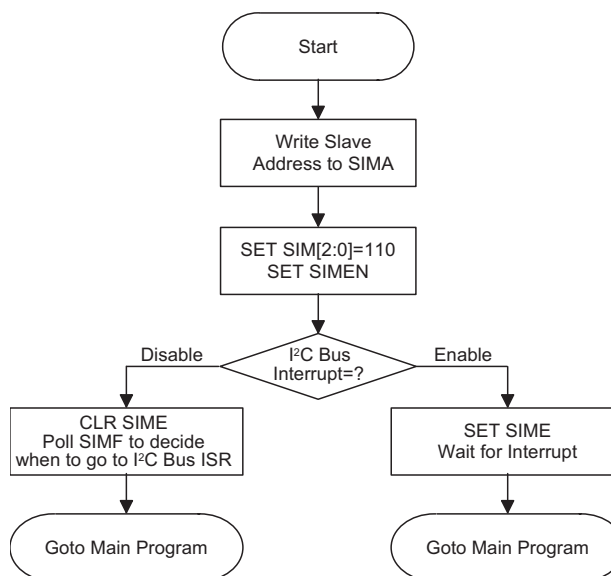 Start
Write Slave
Address to SIMA
SET SIM[2:0]=110
SET SIMEN
I²C Bus
Interrupt=?
Disable
Enable
CLR SIME
Poll SIMF to decide
when to go to I²C Bus ISR
SET SIME
Wait for Interrupt
Goto Main Program
Goto Main Program